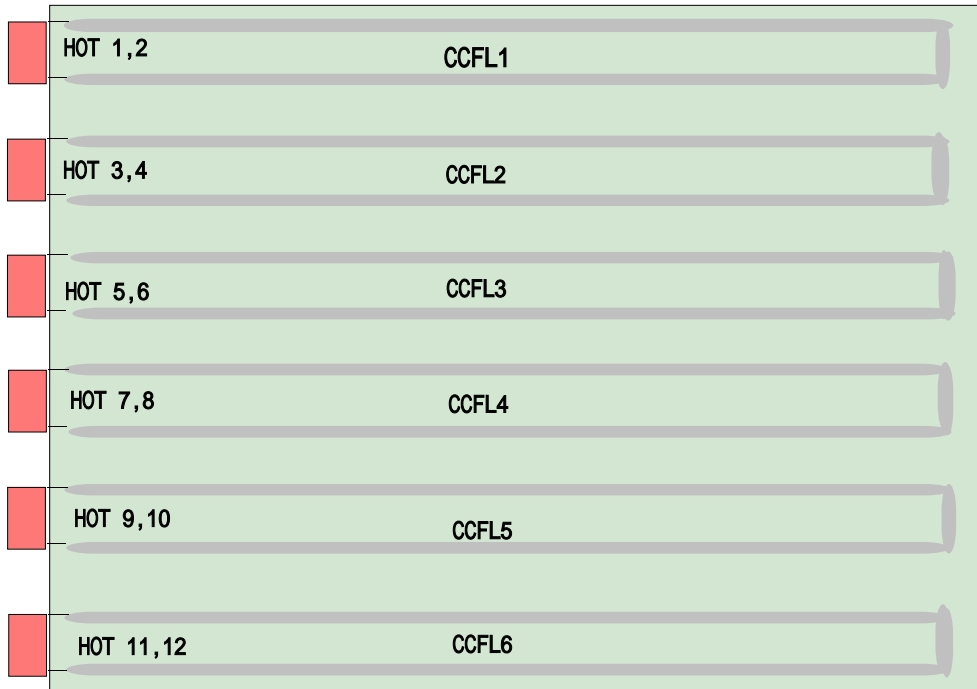 HOT 1,2
CCFL1
HOT 3,4
CCFL2
HOT 5,6
CCFL3
HOT 7,8
CCFL4
HOT 9,10
CCFL5
HOT 11,12
CCFL6